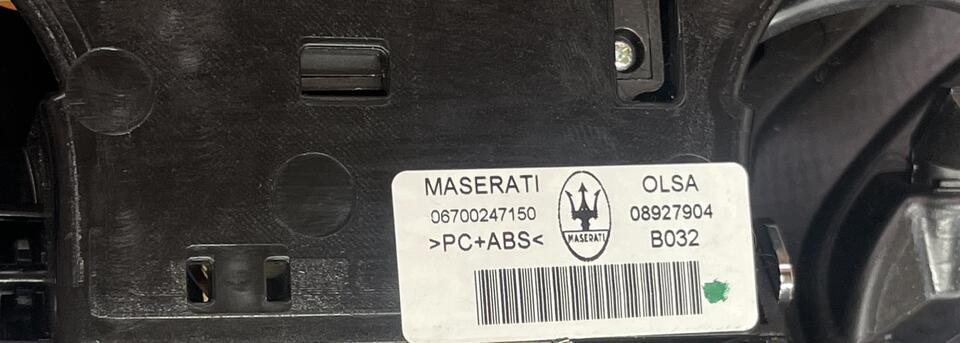 MASERATI
06700247150
>PC+ABS<
MASERATI
OLSA
08927904
B032